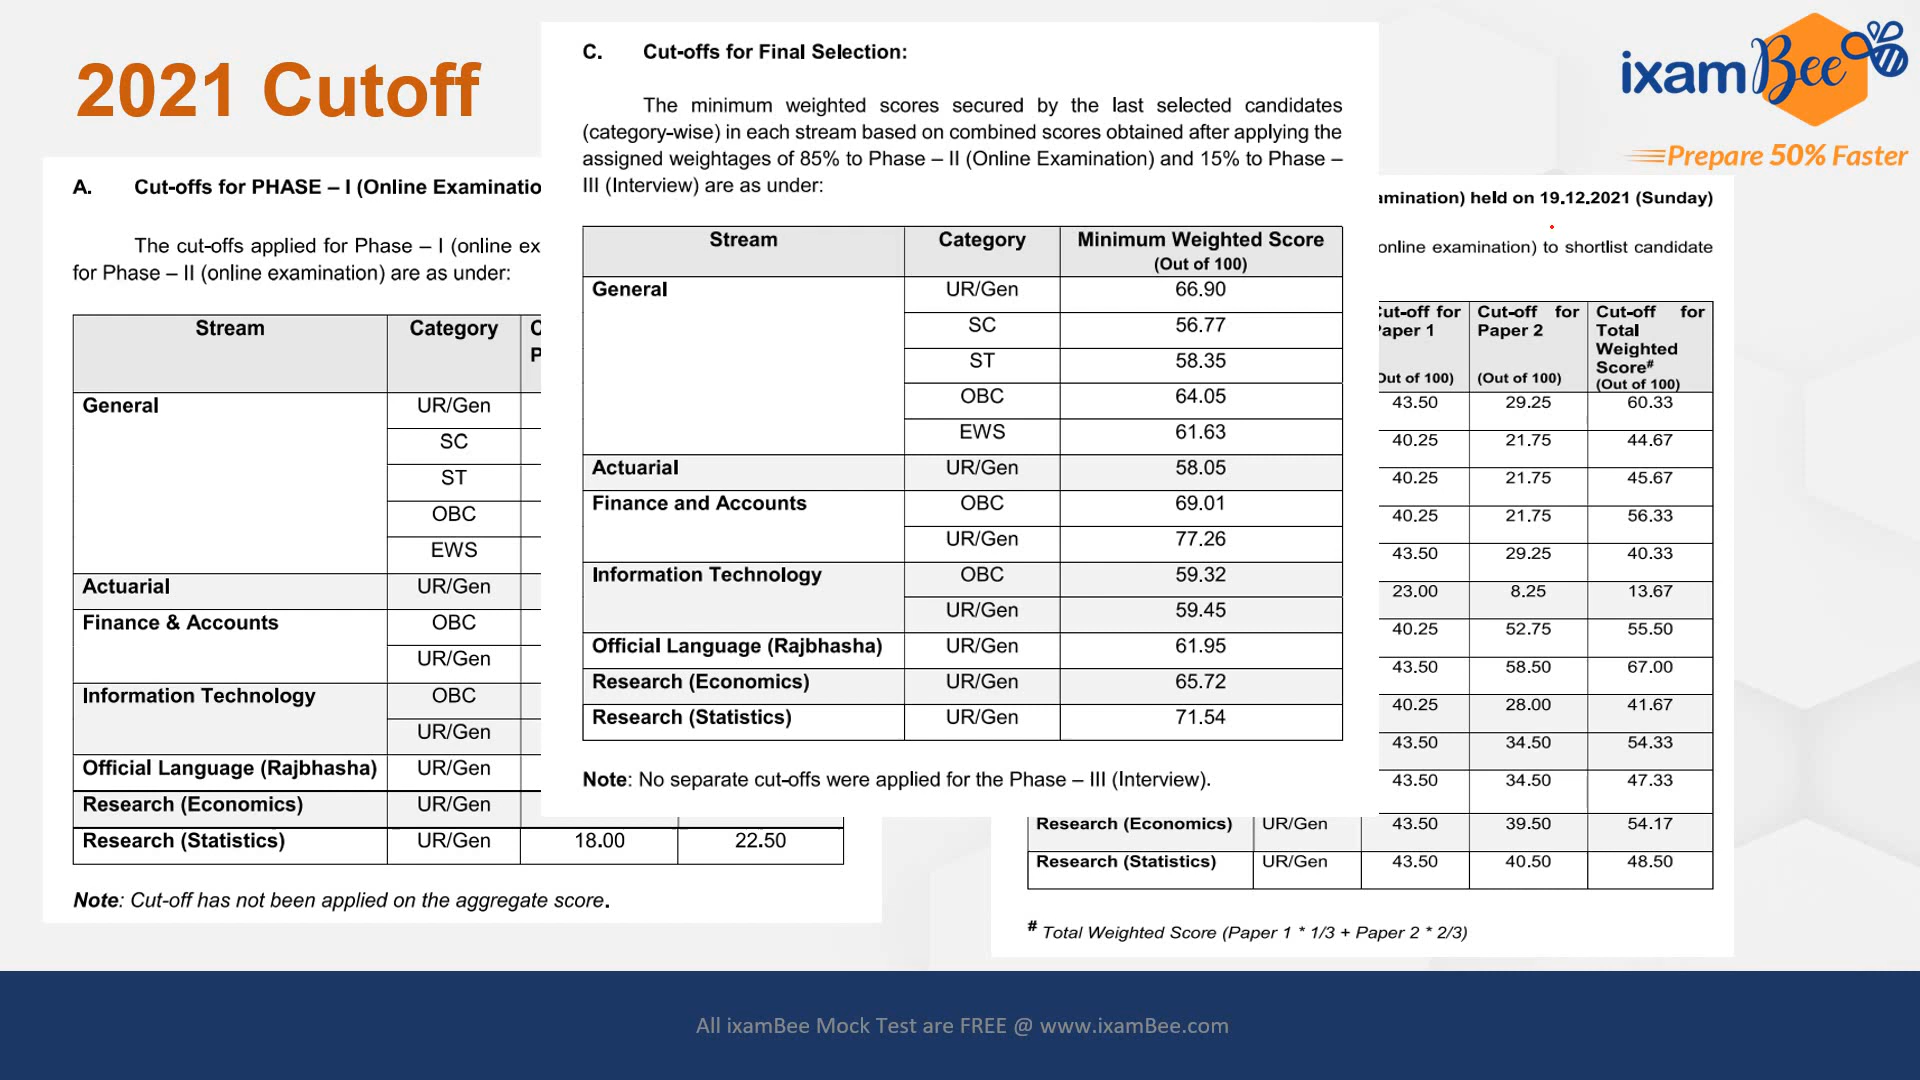 2021 Cutoff
ixamBee
Prepare 50% Faster
A. Cut-offs for PHASE – I (Online
The cut-offs applied for Phase – I (online
for Phase – II (online examination) are as under:
Stream Category
General UR/Gen
SC
ST
OBC
EWS
Actuarial UR/Gen
Finance & Accounts OBC
UR/Gen
Information Technology OBC
UR/Gen
Official Language (Rajbhasha) UR/Gen
Research (Economics) UR/Gen
Research (Statistics) UR/Gen 18.00 22.50
Note: Cut-off has not been applied on the aggregate score.
C. Cut-offs for Final Selection:
The minimum weighted scores secured by the last selected candidates
(category-wise) in each stream based on combined scores obtained after applying the
assigned weightages of 85% to Phase – II (Online Examination) and 15% to Phase –
III (Interview) are as under:
Stream Category Minimum Weighted Score
(Out of 100)
General UR/Gen 66.90
SC 56.77
ST 58.35
OBC 64.05
EWS 61.63
Actuarial UR/Gen 58.05
Finance and Accounts OBC 69.01
UR/Gen 77.26
Information Technology OBC 59.32
UR/Gen 59.45
Official Language (Rajbhasha) UR/Gen 61.95
Research (Economics) UR/Gen 65.72
Research (Statistics) UR/Gen 71.54
Note: No separate cut-offs were applied for the Phase – III (Interview).
held on 19.12.2021 (Sunday)
online examination) to shortlist candidate
Cut-off for Cut-off for Cut-off for
Paper 1 Paper 2 Total
Weighted
Score#
(Out of 100) (Out of 100) (Out of 100)
43.50 29.25 60.33
40.25 21.75 44.67
40.25 21.75 45.67
40.25 21.75 56.33
43.50 29.25 40.33
23.00 8.25 13.67
40.25 52.75 55.50
43.50 58.50 67.00
40.25 28.00 41.67
43.50 34.50 54.33
43.50 34.50 47.33
Research (Economics) UR/Gen 43.50 39.50 54.17
Research (Statistics) UR/Gen 43.50 40.50 48.50
# Total Weighted Score (Paper 1 * 1/3 + Paper 2 * 2/3)
All ixamBee Mock Test are FREE @ www.ixamBee.com